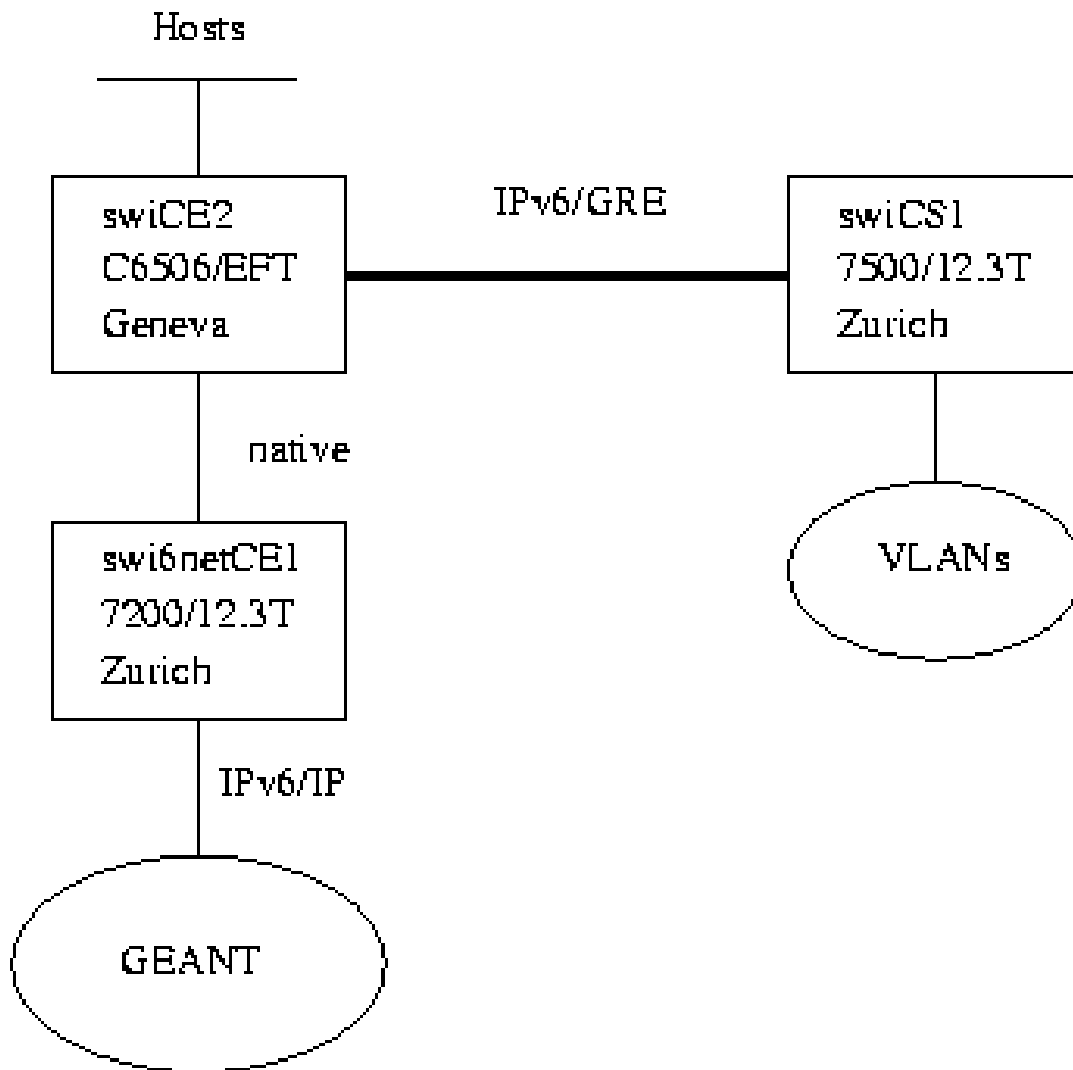 Hosts
swiCE2
C6506/EFT
Geneva
IPv6/GRE
swiCS1
7500/12.3T
Zurich
native
swi6netCE1
7200/12.3T
Zurich
VLANs
IPv6/IP
GEANT